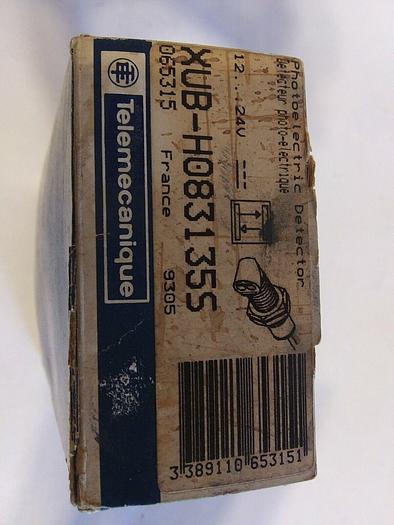 Photoelectric Detector
Détecteur photo-électrique
12...24V ---
XUB-H083135S
065315 France 9305
Telemecanique
3 389110 653151